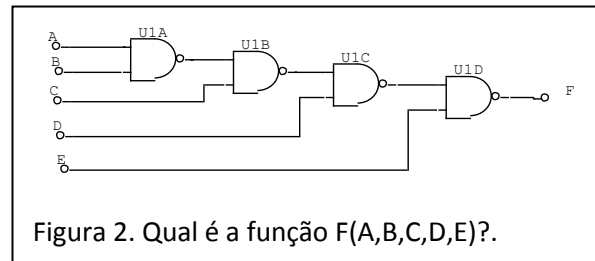 U1A
A
U1B
B
U1C
C
U1D
F
D
E
Figura 2. Qual é a função F(A,B,C,D,E)?.